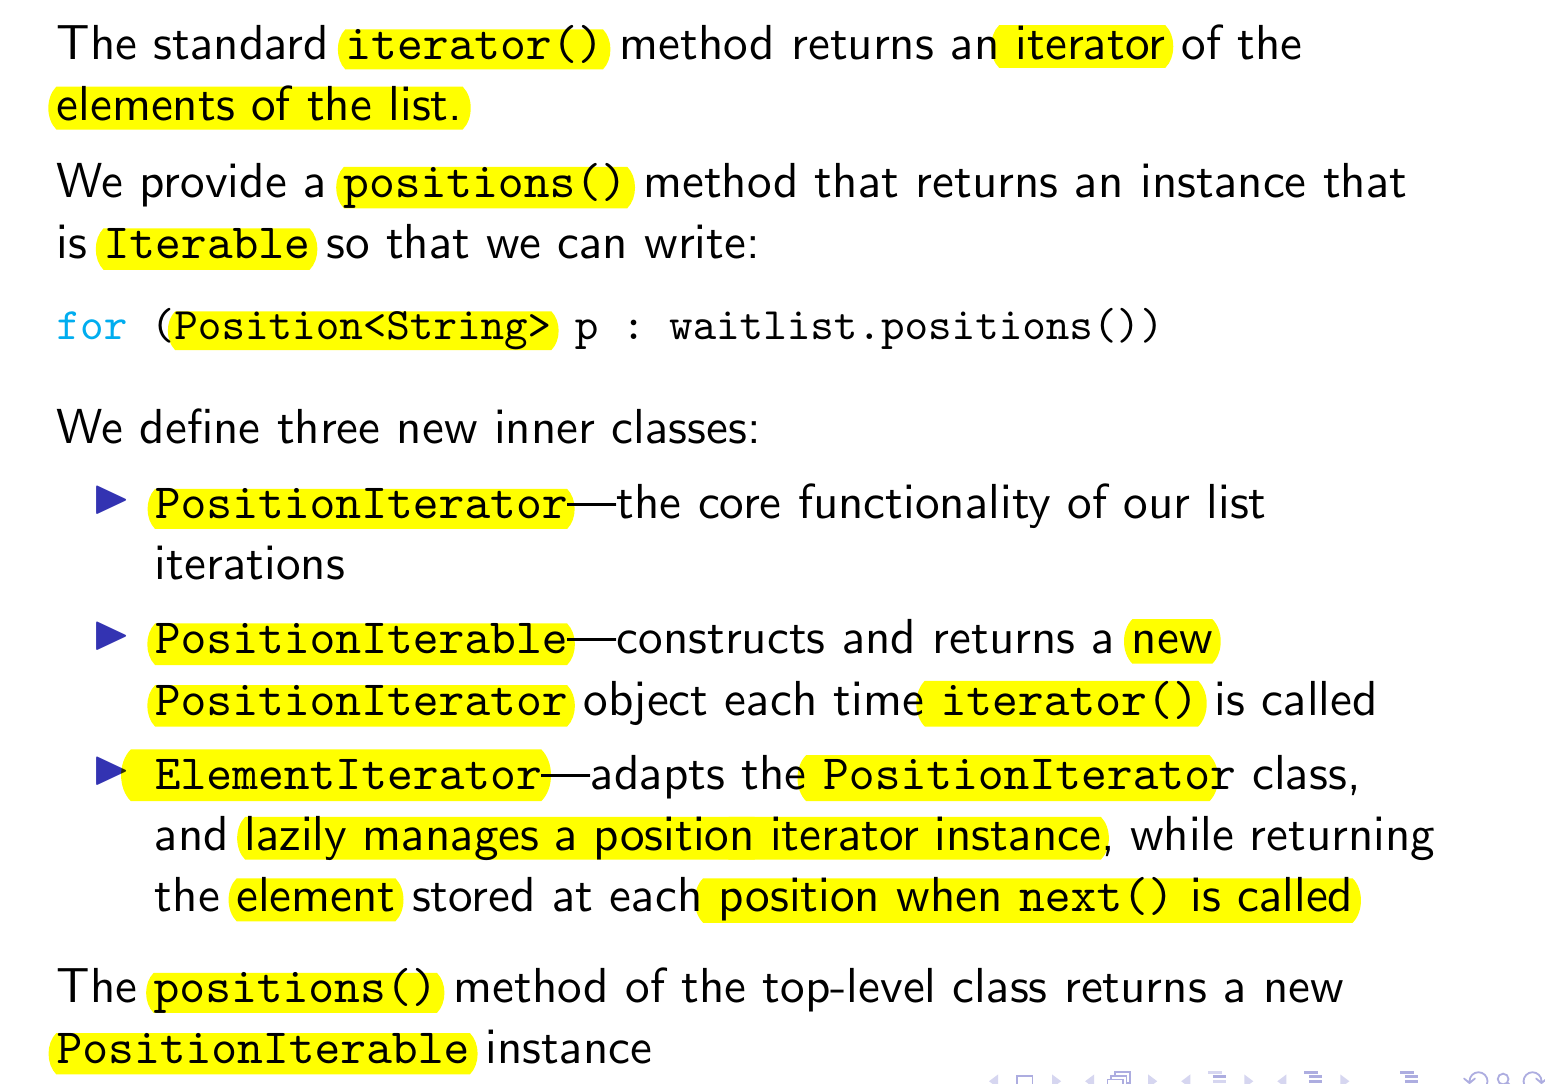 The standard iterator() method returns an iterator of the
elements of the list.
We provide a positions() method that returns an instance that
is Iterable so that we can write:
for (Position<String> p : waitlist.positions())
We define three new inner classes:
PositionIterator—the core functionality of our list
iterations
PositionIterable—constructs and returns a new
PositionIterator object each time iterator() is called
ElementIterator—adapts the PositionIterator class,
and lazily manages a position iterator instance, while returning
the element stored at each position when next() is called
The positions() method of the top-level class returns a new
PositionIterable instance